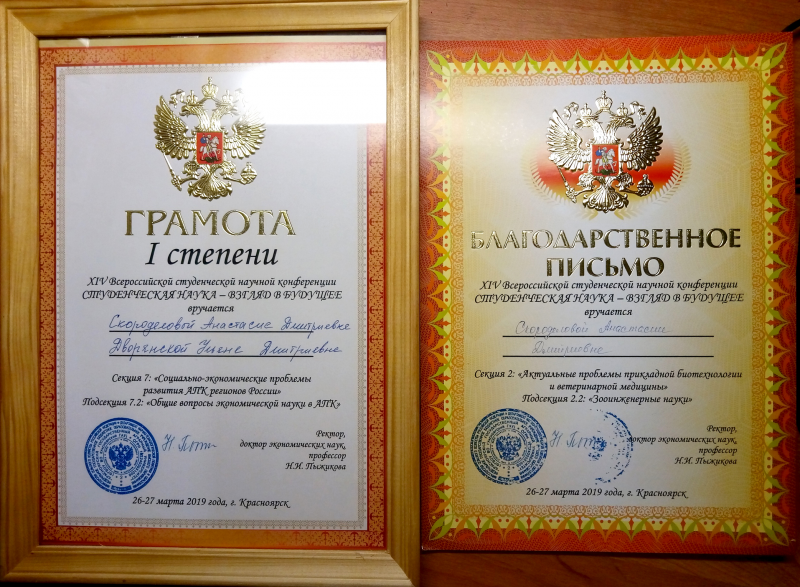 ГРАМОТА
I степени
XIV Всероссийской студенческой научной конференции
СТУДЕНЧЕСКАЯ НАУКА – ВЗГЛЯД В БУДУЩЕЕ
вручается
Скороделовой Анастасие Дмитриевне
Дворянской Ульяне Дмитриевне
Секция 7: «Социально-экономические проблемы
развития АПК регионов России»
Подсекция 7.2: «Общие вопросы экономической науки в АПК»
Ректор,
доктор экономических наук,
профессор
Н.И. Пыжикова
26-27 марта 2019 года, г. Красноярск
БЛАГОДАРСТВЕННОЕ
ПИСЬМО
XIV Всероссийской студенческой научной конференции
СТУДЕНЧЕСКАЯ НАУКА – ВЗГЛЯД В БУДУЩЕЕ
вручается
Скороделовой Анастасии
Дмитриевне
Секция 2: «Актуальные проблемы прикладной биотехнологии
и ветеринарной медицины»
Подсекция 2.2: «Зооинженерные науки»
Ректор,
доктор экономических наук,
профессор
Н.И. Пыжикова
26-27 марта 2019 года, г. Красноярск